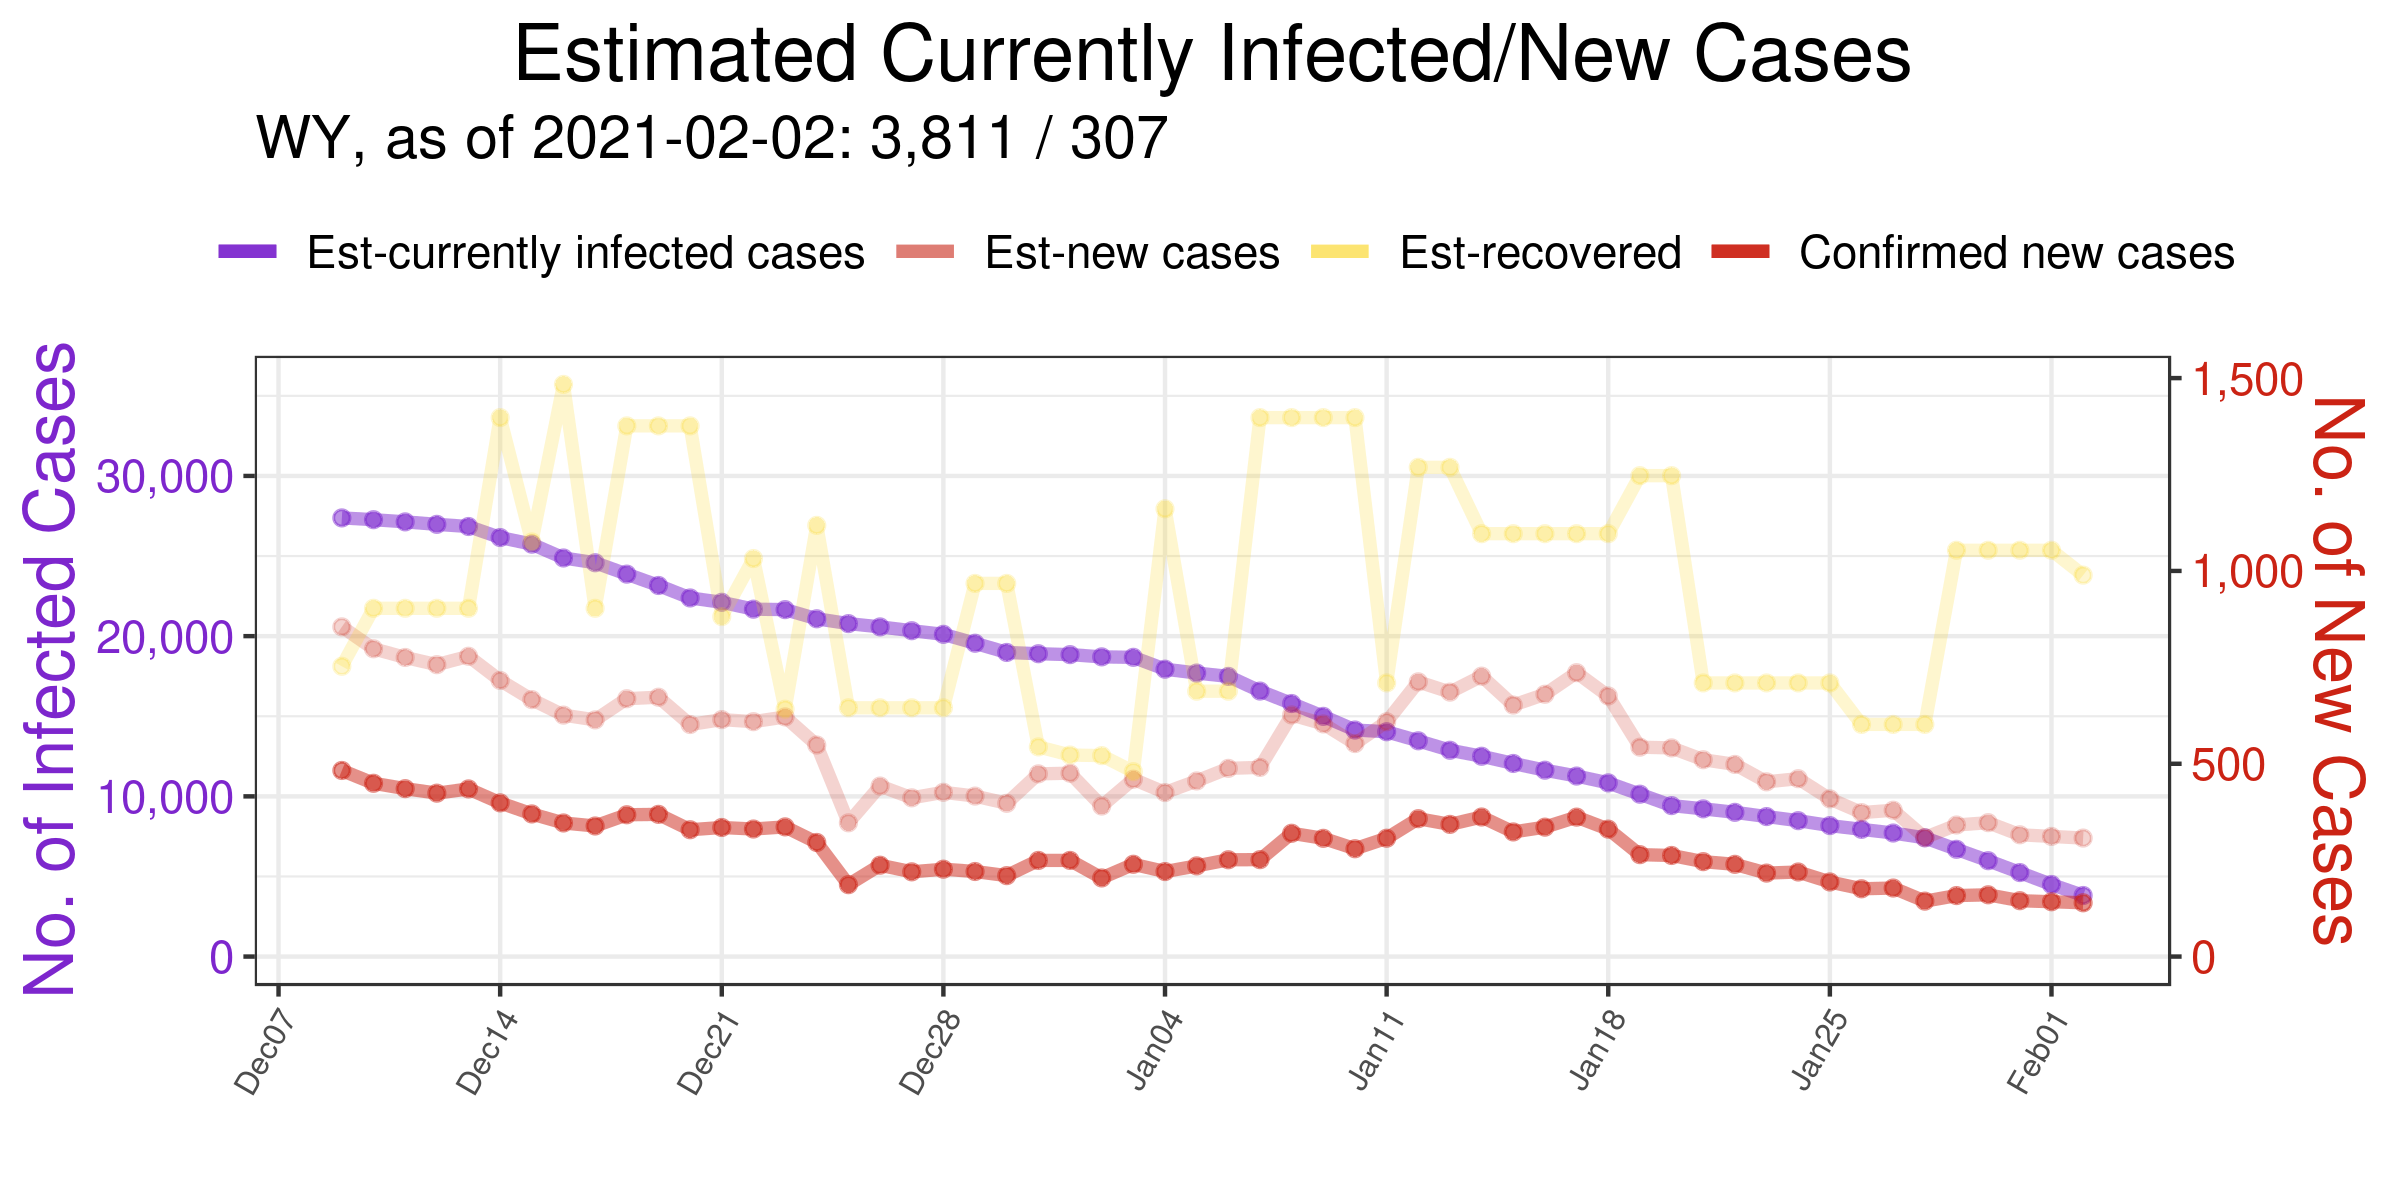 Estimated Currently Infected/New Cases
WY, as of 2021-02-02: 3,811 / 307
Est-currently infected cases
Est-new cases
Est-recovered
Confirmed new cases
No. of Infected Cases
30,000
20,000
10,000
0
1,500
1,000
500
0
No. of New Cases
Dec07
Dec14
Dec21
Dec28
Jan04
Jan11
Jan18
Jan25
Feb01